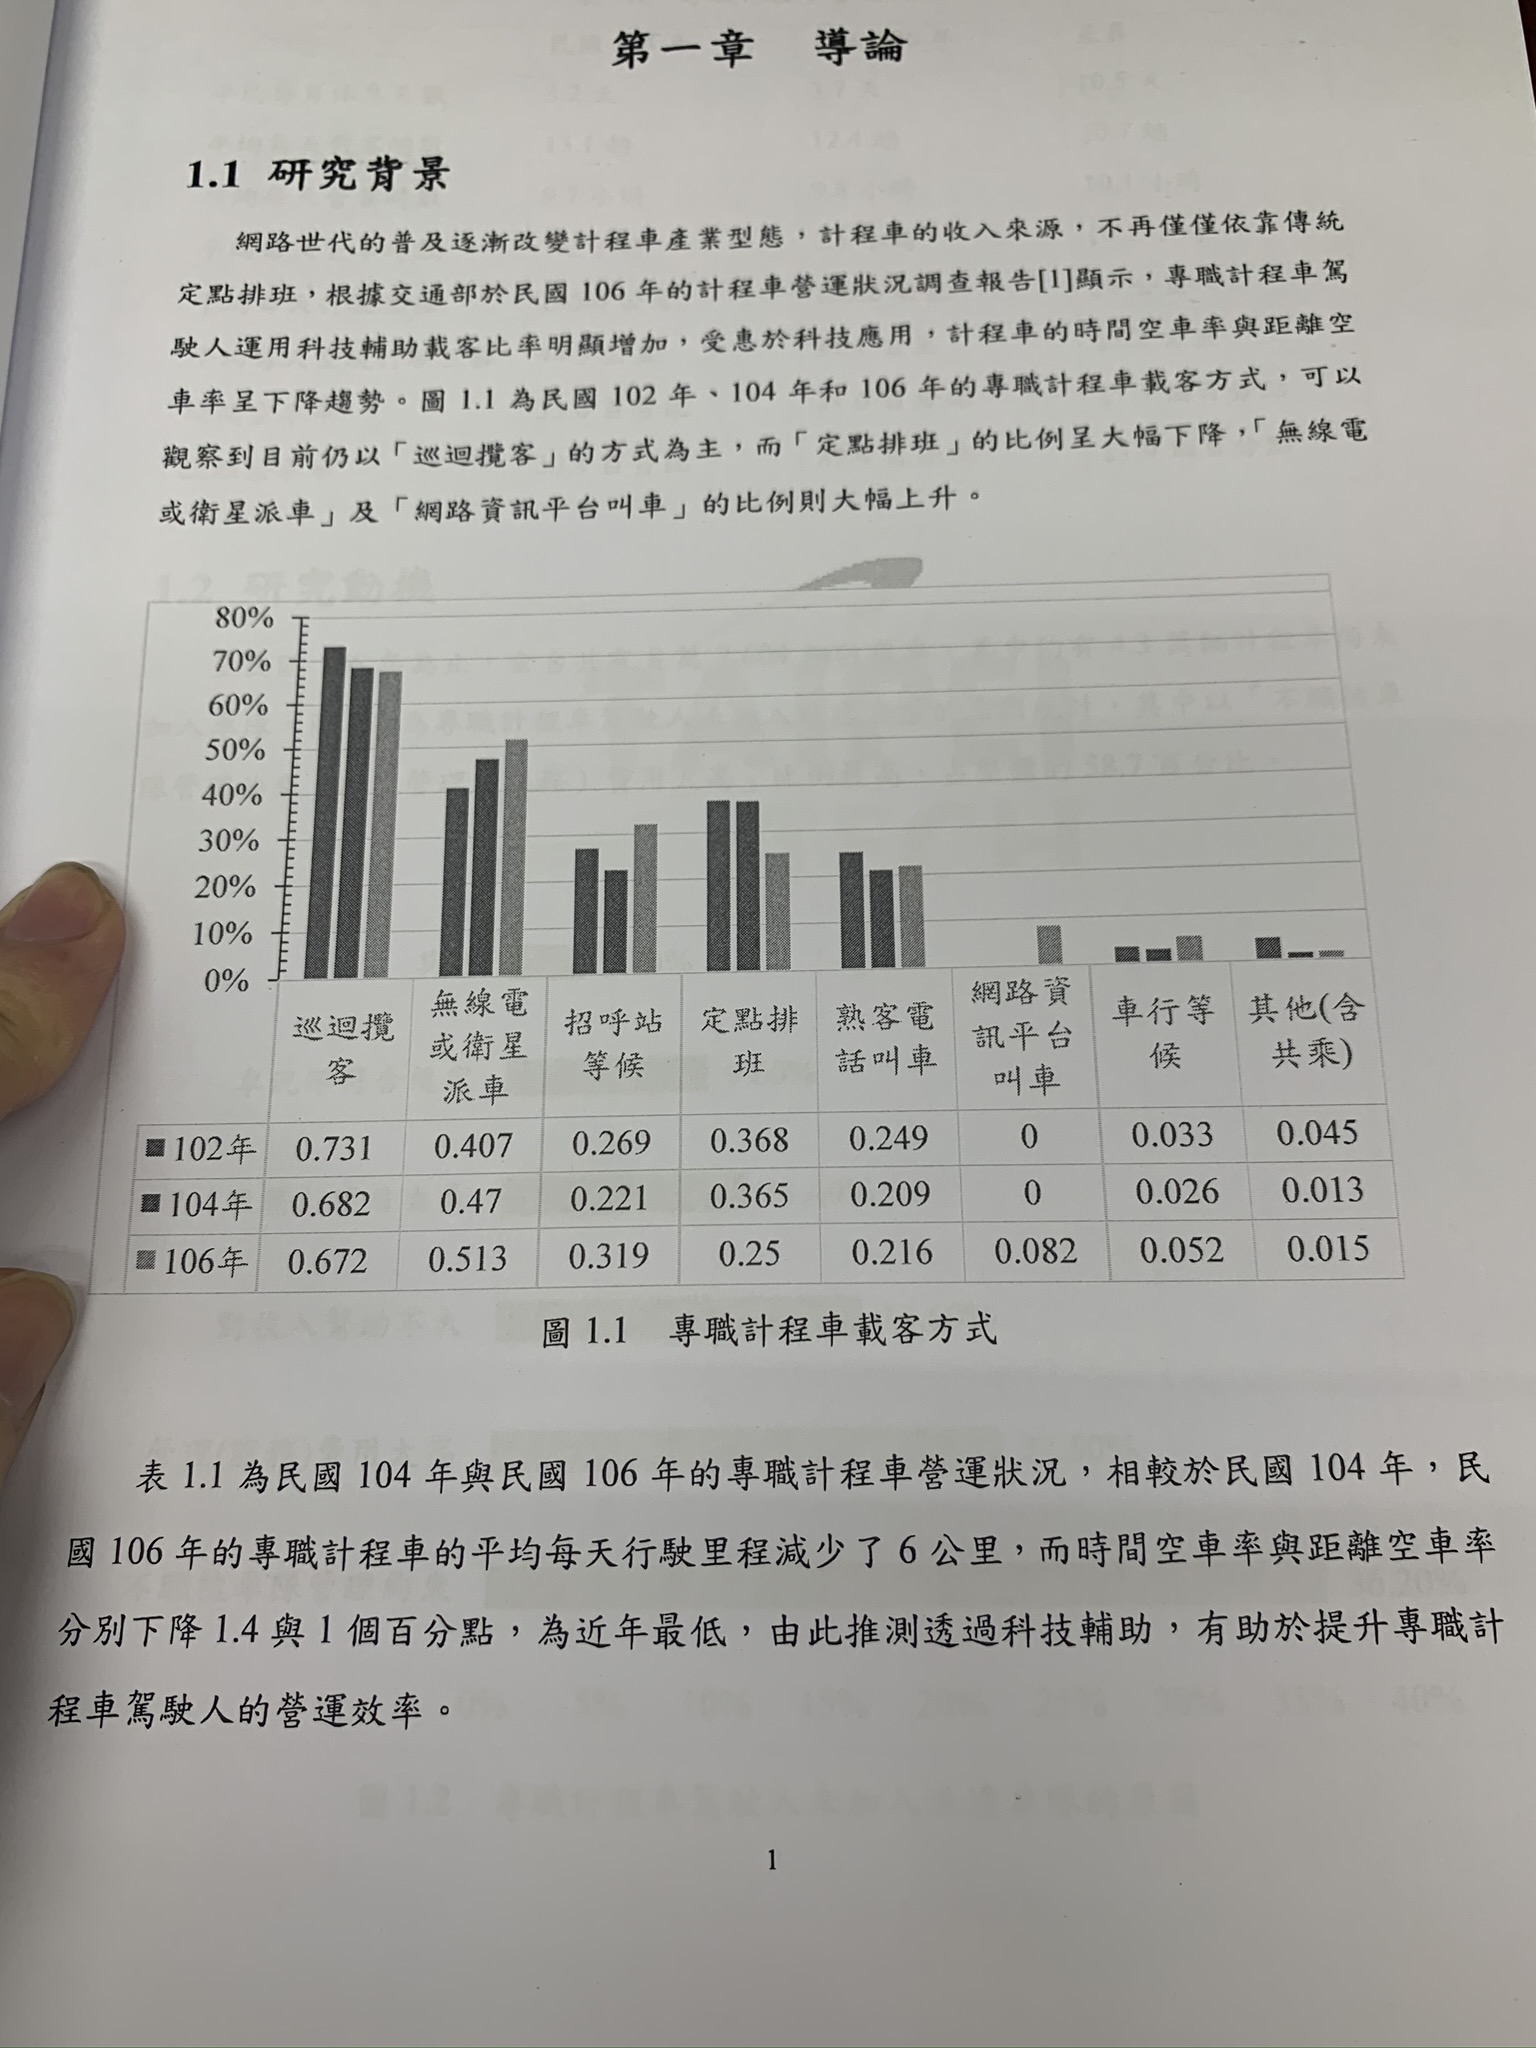 第一章 導論
1.1 研究背景
網路世代的普及逐漸改變計程車產業型態，計程車的收入來源，不再僅僅依靠傳統
定點排班，根據交通部於民國 106 年的計程車營運狀況調查報告[1]顯示，專職計程車駕
駛人運用科技輔助載客比率明顯增加，受惠於科技應用，計程車的時間空車率與距離空
車率呈下降趨勢。圖 1.1 為民國 102 年、104 年和 106 年的專職計程車載客方式，可以
觀察到目前仍以「巡迴攬客」的方式為主，而「定點排班」的比例呈大幅下降，「無線電
或衛星派車」及「網路資訊平台叫車」的比例則大幅上升。
80%
70%
60%
50%
40%
30%
20%
10%
0%
巡迴攬客 無線電或衛星派車 招呼站等候 定點排班 熟客電話叫車 網路資訊平台叫車 車行等候 其他(含共乘)
102年 0.731 0.407 0.269 0.368 0.249 0 0.033 0.045
104年 0.682 0.47 0.221 0.365 0.209 0 0.026 0.013
106年 0.672 0.513 0.319 0.25 0.216 0.082 0.052 0.015
圖 1.1 專職計程車載客方式
表 1.1 為民國 104 年與民國 106 年的專職計程車營運狀況，相較於民國 104 年，民
國 106 年的專職計程車的平均每天行駛里程減少了 6 公里，而時間空車率與距離空車率
分別下降 1.4 與 1 個百分點，為近年最低，由此推測透過科技輔助，有助於提升專職計
程車駕駛人的營運效率。
1